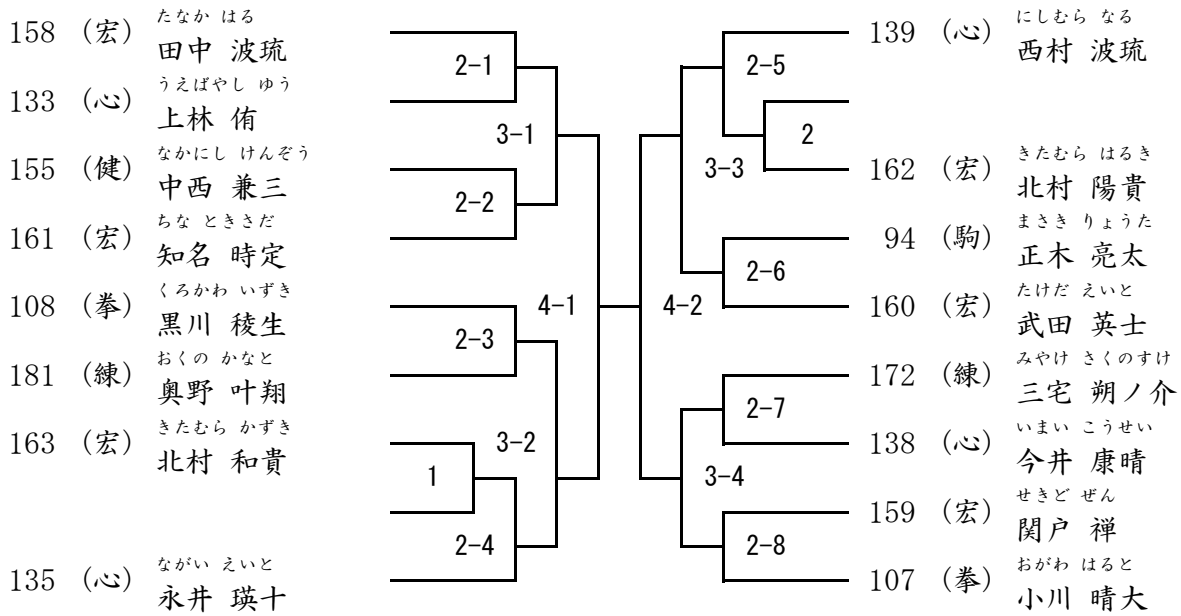 たなか はる
158 (宏) 田中 波琉
2-1
うえばやし ゆう
133 (心) 上林 侑
3-1
なかにし けんぞう
155 (健) 中西 兼三
2-2
ちな ときさだ
161 (宏) 知名 時定
4-1
くろかわ いずき
108 (拳) 黒川 稜生
2-3
おくの かなと
181 (練) 奥野 叶翔
3-2
きたむら かずき
163 (宏) 北村 和貴
1
2-4
ながい えいと
135 (心) 永井 瑛十
にしむら なる
139 (心) 西村 波琉
2-5
2
3-3
きたむら はるき
162 (宏) 北村 陽貴
まさき りょうた
94 (駒) 正木 亮太
2-6
4-2
たけだ えいと
160 (宏) 武田 英士
みやけ さくのすけ
172 (練) 三宅 朔ノ介
2-7
いまい こうせい
138 (心) 今井 康晴
3-4
せきど ぜん
159 (宏) 関戸 禅
2-8
おがわ はると
107 (拳) 小川 晴大